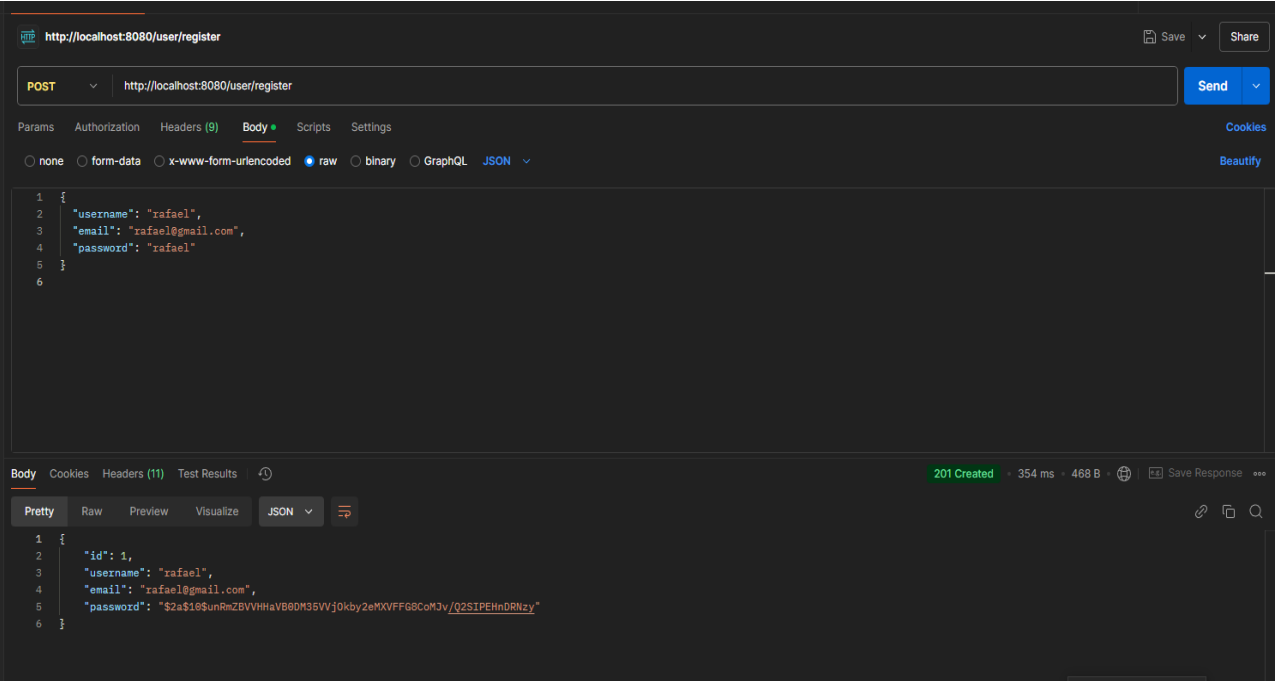 HTTP http://localhost:8080/user/register Save Share
POST http://localhost:8080/user/register Send
Params Authorization Headers (9) Body Scripts Settings Cookies
none form-data x-www-form-urlencoded raw binary GraphQL JSON Beautify
1 {
2 "username": "rafael",
3 "email": "rafael@gmail.com",
4 "password": "rafael"
5 }
6
Body Cookies Headers (11) Test Results 201 Created 354 ms 468 B Save Response
Pretty Raw Preview Visualize JSON
1 {
2 "id": 1,
3 "username": "rafael",
4 "email": "rafael@gmail.com",
5 "password": "$2a$10$unRmZBVVHHaVB0DM35VVjOkby2eMXVFFG8CoMJv/Q2SIPEHnDRNzy"
6 }